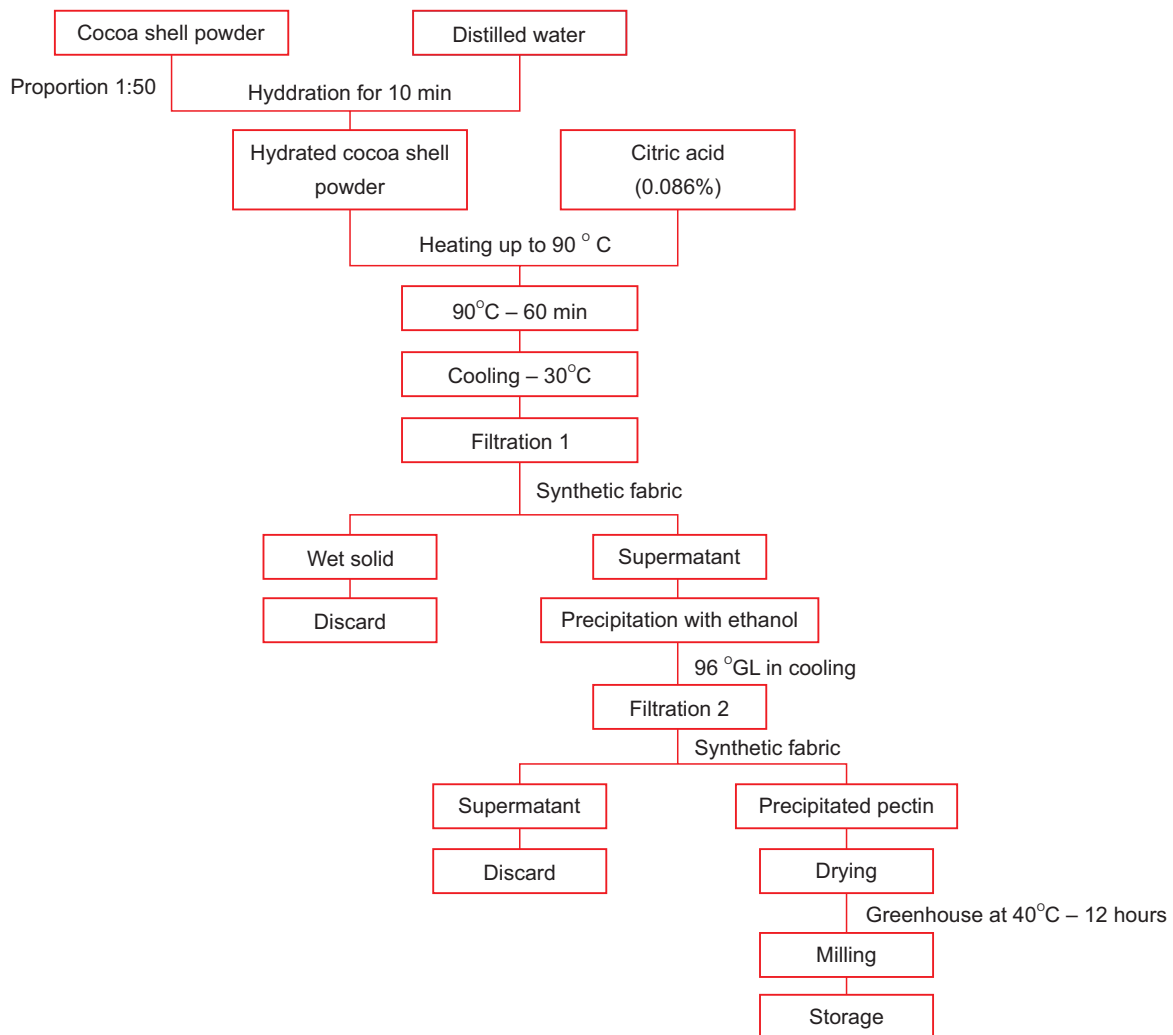 Cocoa shell powder
Distilled water
Proportion 1:50
Hyddration for 10 min
Hydrated cocoa shell
powder
Citric acid
(0.086%)
Heating up to 90 °C
90°C – 60 min
Cooling – 30°C
Filtration 1
Synthetic fabric
Wet solid
Supermatant
Discard
Precipitation with ethanol
96 °GL in cooling
Filtration 2
Synthetic fabric
Supermatant
Precipitated pectin
Discard
Drying
Greenhouse at 40°C – 12 hours
Milling
Storage